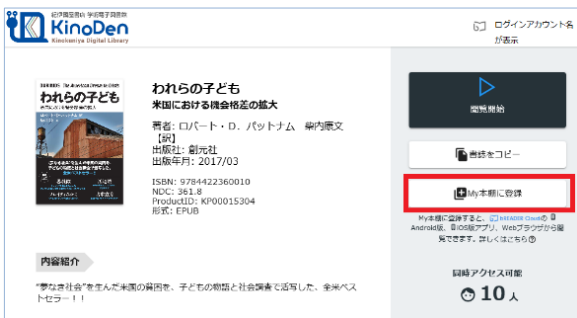 紀伊國屋書店 学術電子図書館
KinoDen
Kinokuniya Digital Library
ログインアカウント名
が表示
われらの子ども
われらの子ども
米国における機会格差の拡大
著者: ロバート・D. パットナム 柴内康文
【訳】
出版社: 創元社
出版年月: 2017/03
ISBN: 9784422360010
NDC: 361.8
ProductID: KP00015304
形式: EPUB
閲覧開始
書誌をコピー
My本棚に登録
My本棚に登録すると、bREADER Cloudの
Android版、iOS版アプリ、Webブラウザから閲
覧できます。詳しくはこちら
同時アクセス可能
10人
内容紹介
“夢なき社会”を生んだ米国の貧困を、子どもの物語と社会調査で活写した、全米ベス
トセラー！！